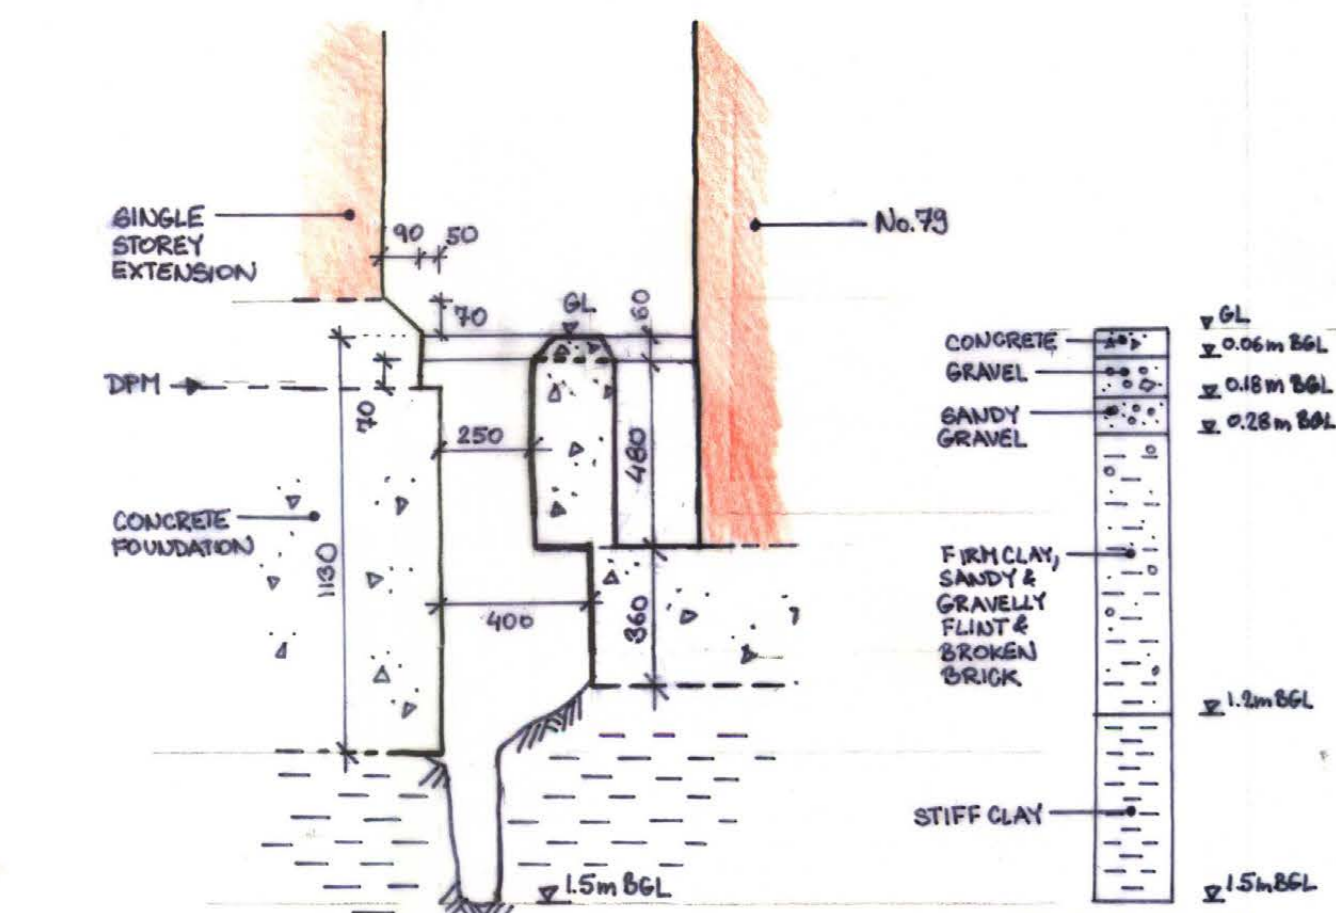 SINGLE
STOREY
EXTENSION
90 50
70
GL
60
No.79
DPM
70
250
480
CONCRETE
FOUNDATION
1130
400
360
?
1.5m BGL
GL
CONCRETE
0.06m BGL
GRAVEL
0.18m BGL
SANDY
GRAVEL
0.28m BGL
FIRM CLAY,
SANDY &
GRAVELLY
FLINT &
BROKEN
BRICK
1.2m BGL
STIFF CLAY
1.5m BGL